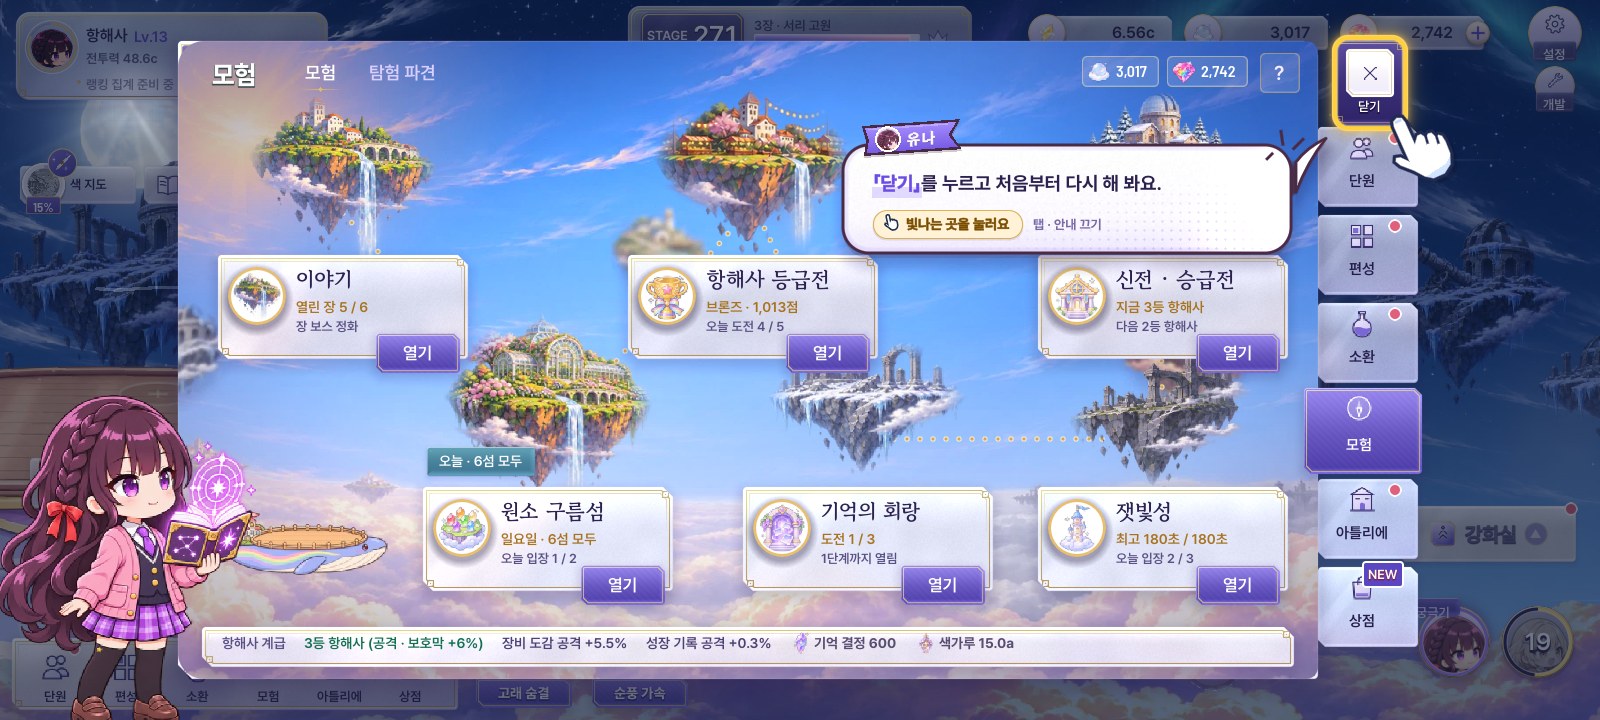 항해사 Lv.13
전투력 48.6c
랭킹 집계 준비 중
STAGE 271
3장 · 서리 고원
6.56c
3,017
2,742
설정
개발
모험
모험
탐험 파견
3,017
2,742
?
닫기
유나
「닫기」를 누르고 처음부터 다시 해 봐요.
빛나는 곳을 눌러요
탭 · 안내 끄기
색 지도
15%
단원
편성
소환
모험
아틀리에
NEW
상점
이야기
열린 장 5 / 6
장 보스 정화
열기
항해사 등급전
브론즈 · 1,013점
오늘 도전 4 / 5
열기
신전 · 승급전
지금 3등 항해사
다음 2등 항해사
열기
오늘 · 6섬 모두
원소 구름섬
일요일 · 6섬 모두
오늘 입장 1 / 2
열기
기억의 회랑
도전 1 / 3
1단계까지 열림
열기
잿빛성
최고 180초 / 180초
오늘 입장 2 / 3
열기
강화실
항해사 계급
3등 항해사 (공격 · 보호막 +6%)
장비 도감 공격 +5.5%
성장 기록 공격 +0.3%
기억 결정 600
색가루 15.0a
궁극기
19
단원
편성
소환
모험
아틀리에
상점
고래 숨결
순풍 가속